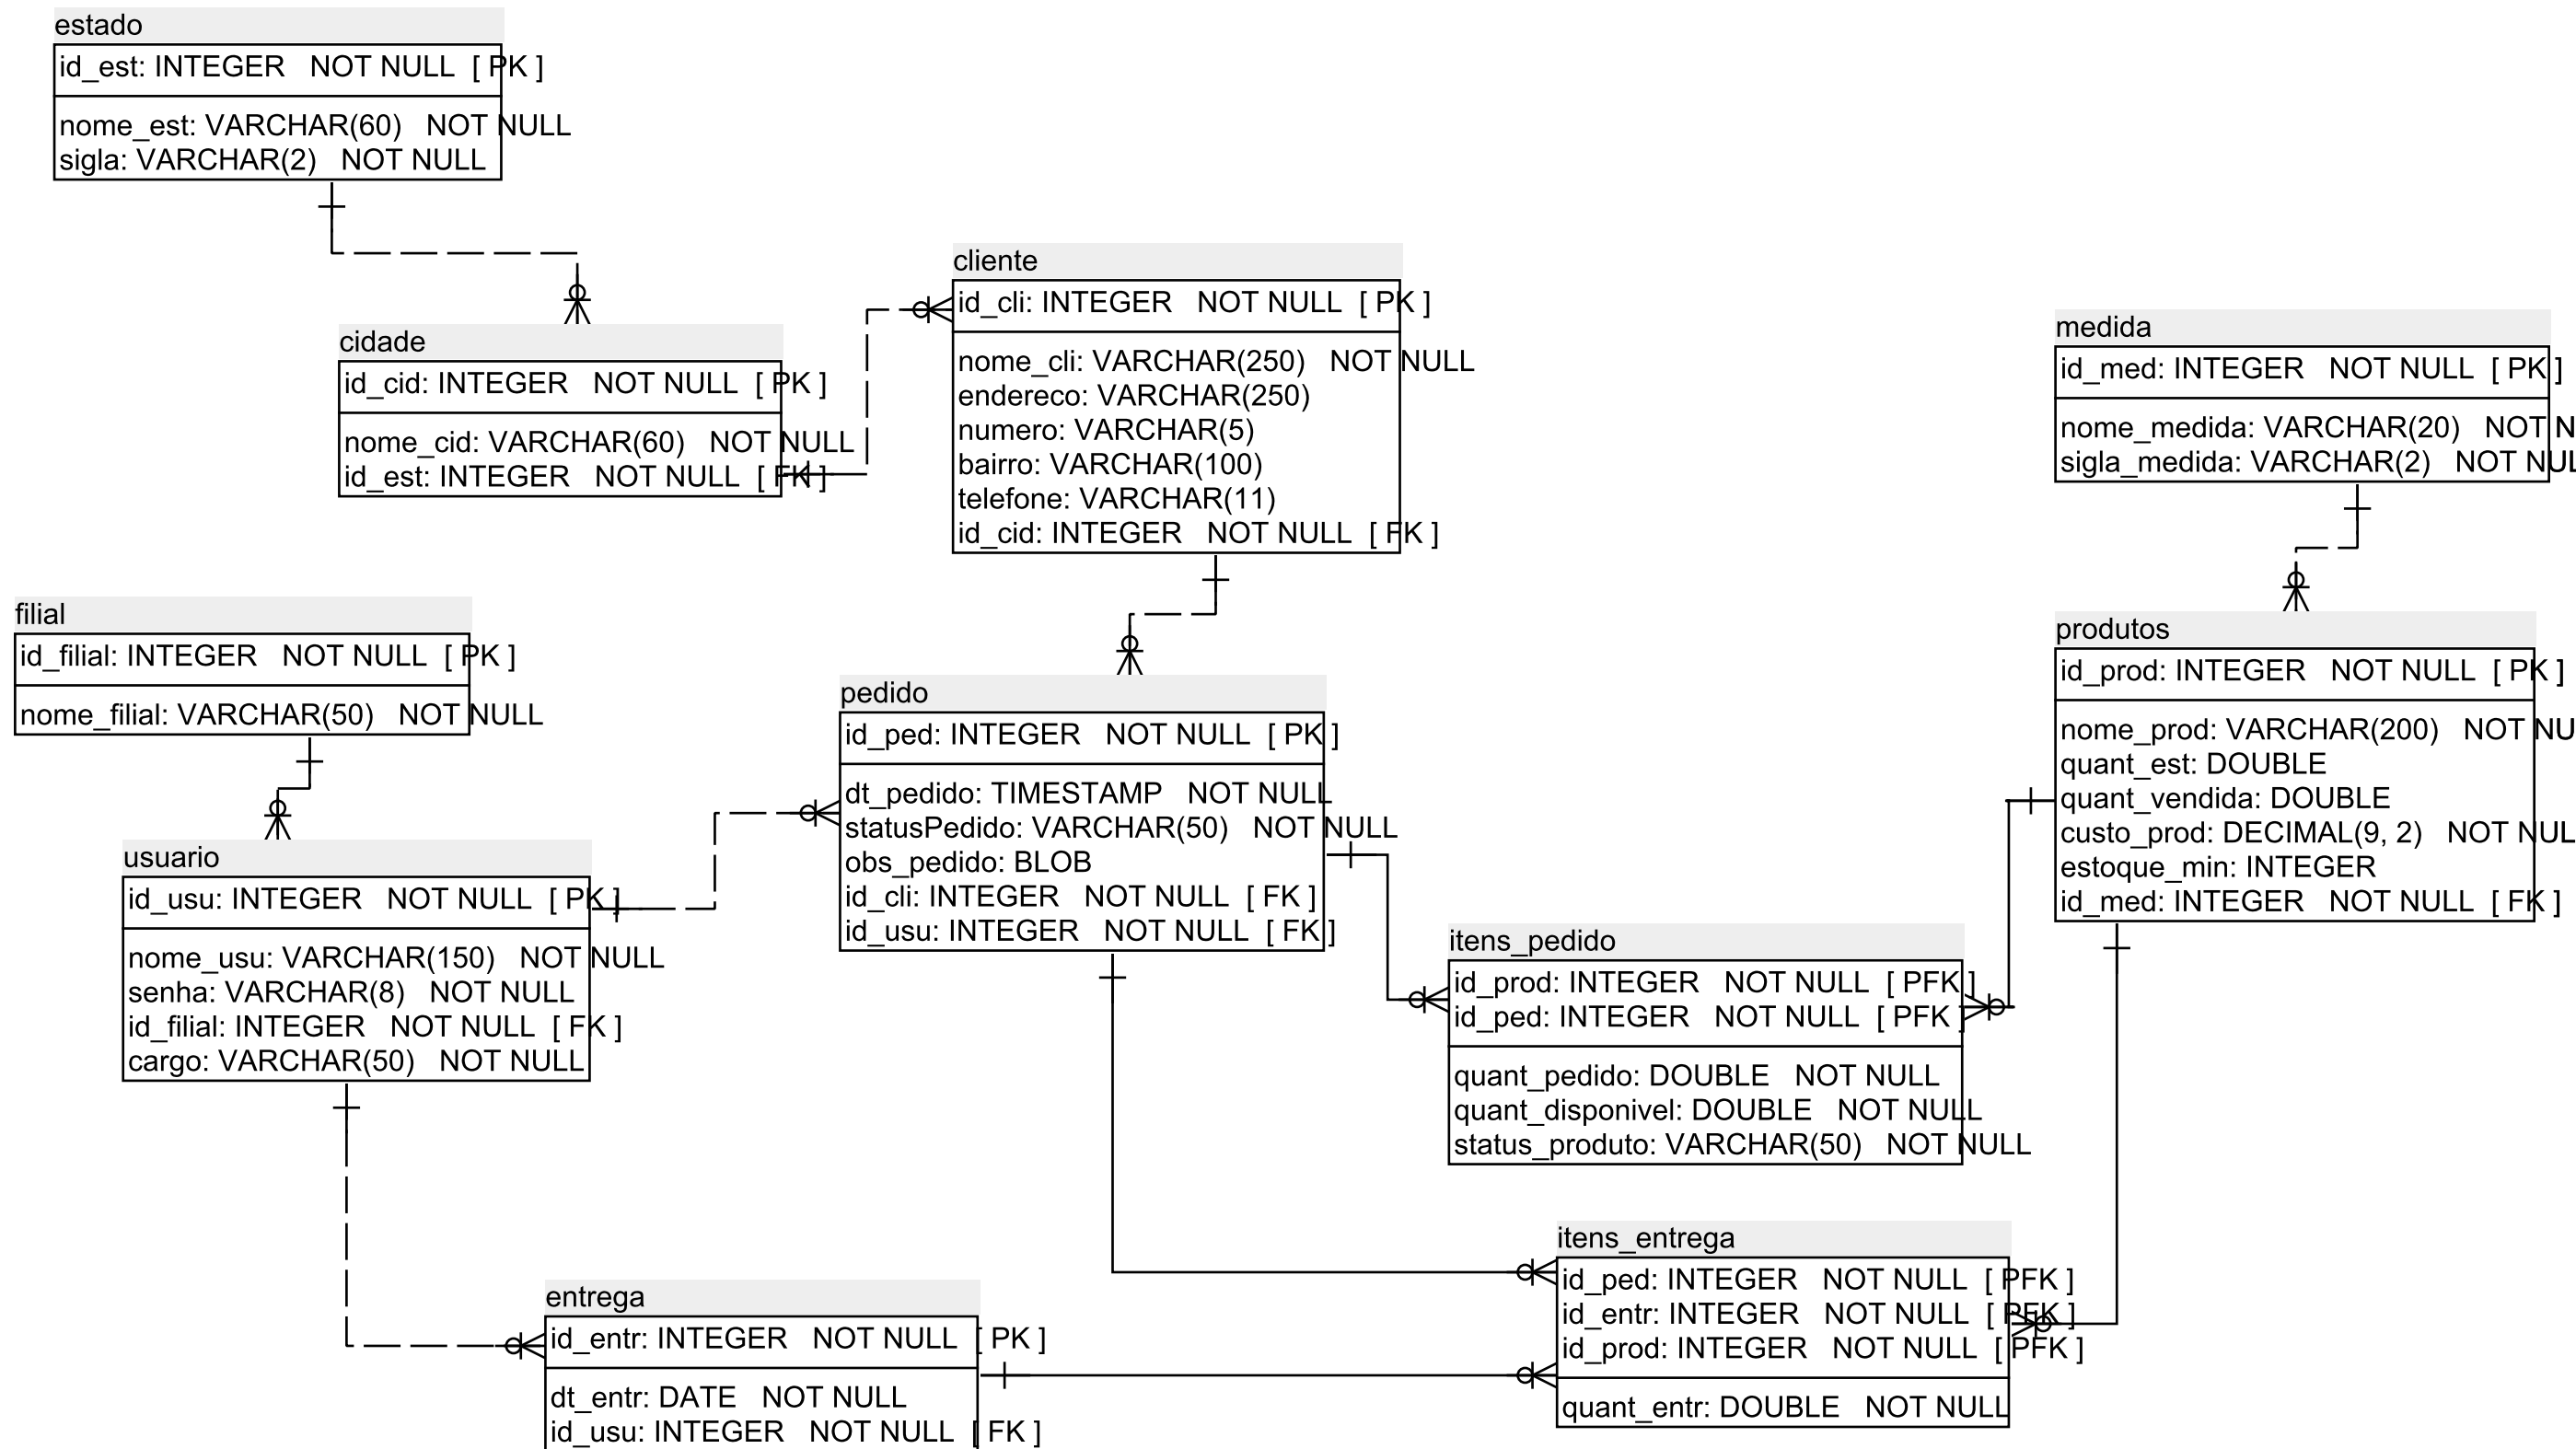 estado
id_est: INTEGER NOT NULL [ PK ]
nome_est: VARCHAR(60) NOT NULL
sigla: VARCHAR(2) NOT NULL
cidade
id_cid: INTEGER NOT NULL [ PK ]
nome_cid: VARCHAR(60) NOT NULL
id_est: INTEGER NOT NULL [ FK ]
cliente
id_cli: INTEGER NOT NULL [ PK ]
nome_cli: VARCHAR(250) NOT NULL
endereco: VARCHAR(250)
numero: VARCHAR(5)
bairro: VARCHAR(100)
telefone: VARCHAR(11)
id_cid: INTEGER NOT NULL [ FK ]
medida
id_med: INTEGER NOT NULL [ PK ]
nome_medida: VARCHAR(20) NOT N
sigla_medida: VARCHAR(2) NOT NUL
filial
id_filial: INTEGER NOT NULL [ PK ]
nome_filial: VARCHAR(50) NOT NULL
usuario
id_usu: INTEGER NOT NULL [ PK ]
nome_usu: VARCHAR(150) NOT NULL
senha: VARCHAR(8) NOT NULL
id_filial: INTEGER NOT NULL [ FK ]
cargo: VARCHAR(50) NOT NULL
pedido
id_ped: INTEGER NOT NULL [ PK ]
dt_pedido: TIMESTAMP NOT NULL
statusPedido: VARCHAR(50) NOT NULL
obs_pedido: BLOB
id_cli: INTEGER NOT NULL [ FK ]
id_usu: INTEGER NOT NULL [ FK ]
produtos
id_prod: INTEGER NOT NULL [ PK ]
nome_prod: VARCHAR(200) NOT NU
quant_est: DOUBLE
quant_vendida: DOUBLE
custo_prod: DECIMAL(9, 2) NOT NUL
estoque_min: INTEGER
id_med: INTEGER NOT NULL [ FK ]
itens_pedido
id_prod: INTEGER NOT NULL [ PFK ]
id_ped: INTEGER NOT NULL [ PFK ]
quant_pedido: DOUBLE NOT NULL
quant_disponivel: DOUBLE NOT NULL
status_produto: VARCHAR(50) NOT NULL
itens_entrega
id_ped: INTEGER NOT NULL [ PFK ]
id_entr: INTEGER NOT NULL [ PFK ]
id_prod: INTEGER NOT NULL [ PFK ]
quant_entr: DOUBLE NOT NULL
entrega
id_entr: INTEGER NOT NULL [ PK ]
dt_entr: DATE NOT NULL
id_usu: INTEGER NOT NULL [ FK ]